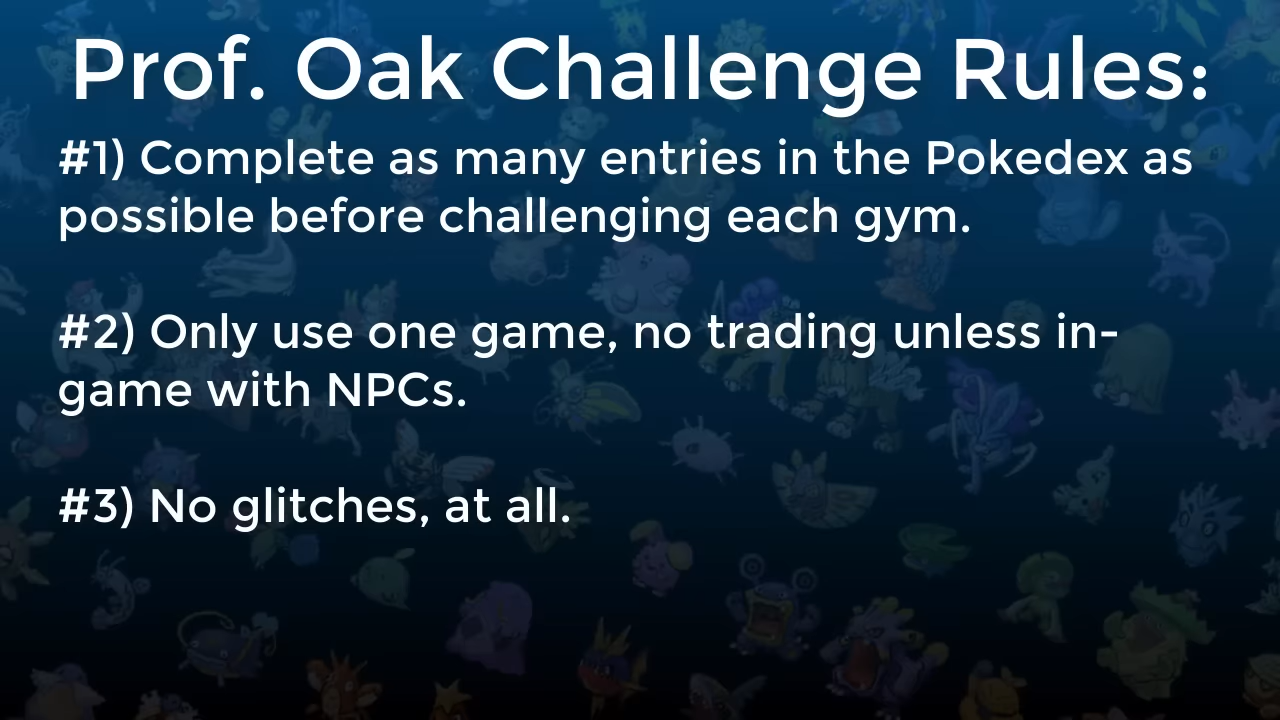 Prof. Oak Challenge Rules:
#1) Complete as many entries in the Pokedex as
possible before challenging each gym.
#2) Only use one game, no trading unless in-
game with NPCs.
#3) No glitches, at all.